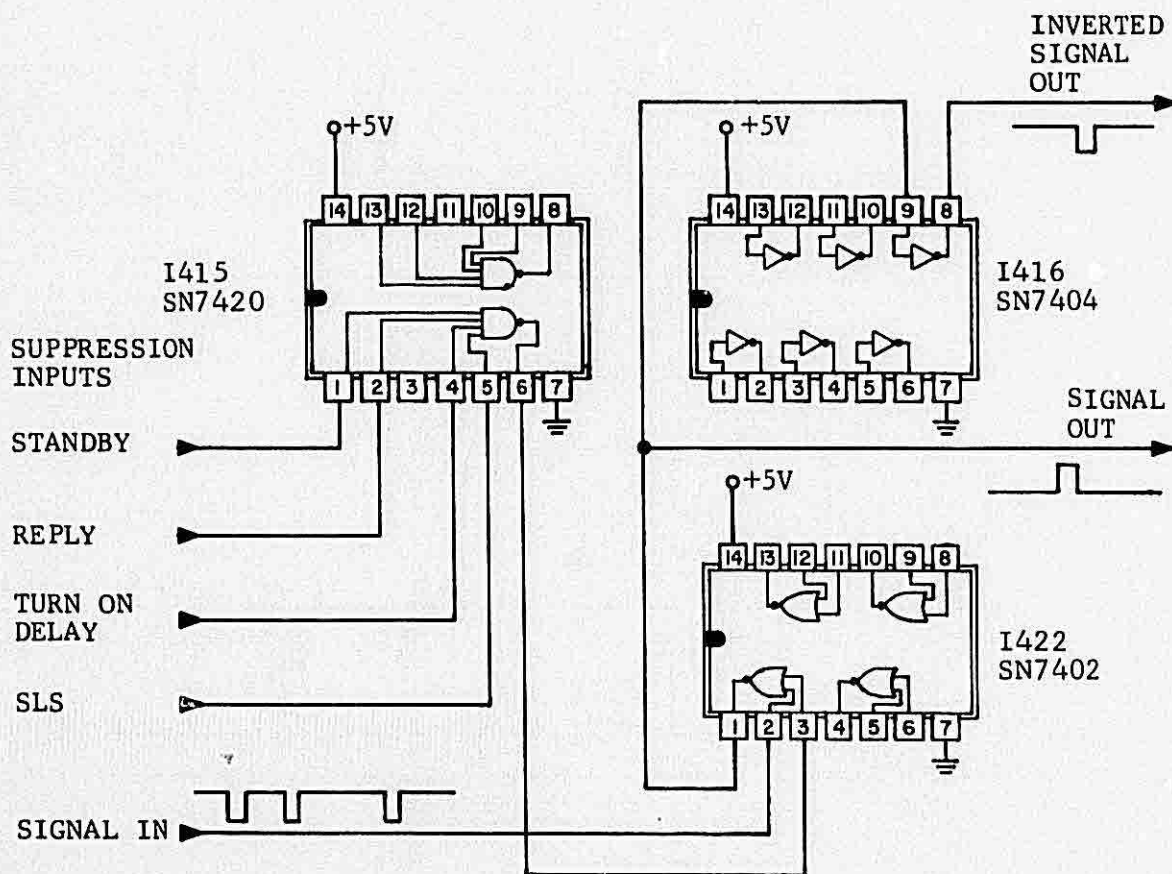 INVERTED
SIGNAL
OUT
+5V
+5V
14 13 12 11 10 9 8
14 13 12 11 10 9 8
I415
SN7420
I416
SN7404
SUPPRESSION
INPUTS
1 2 3 4 5 6 7
1 2 3 4 5 6 7
SIGNAL
OUT
STANDBY
+5V
REPLY
14 13 12 11 10 9 8
TURN ON
DELAY
I422
SN7402
SLS
1 2 3 4 5 6 7
SIGNAL IN